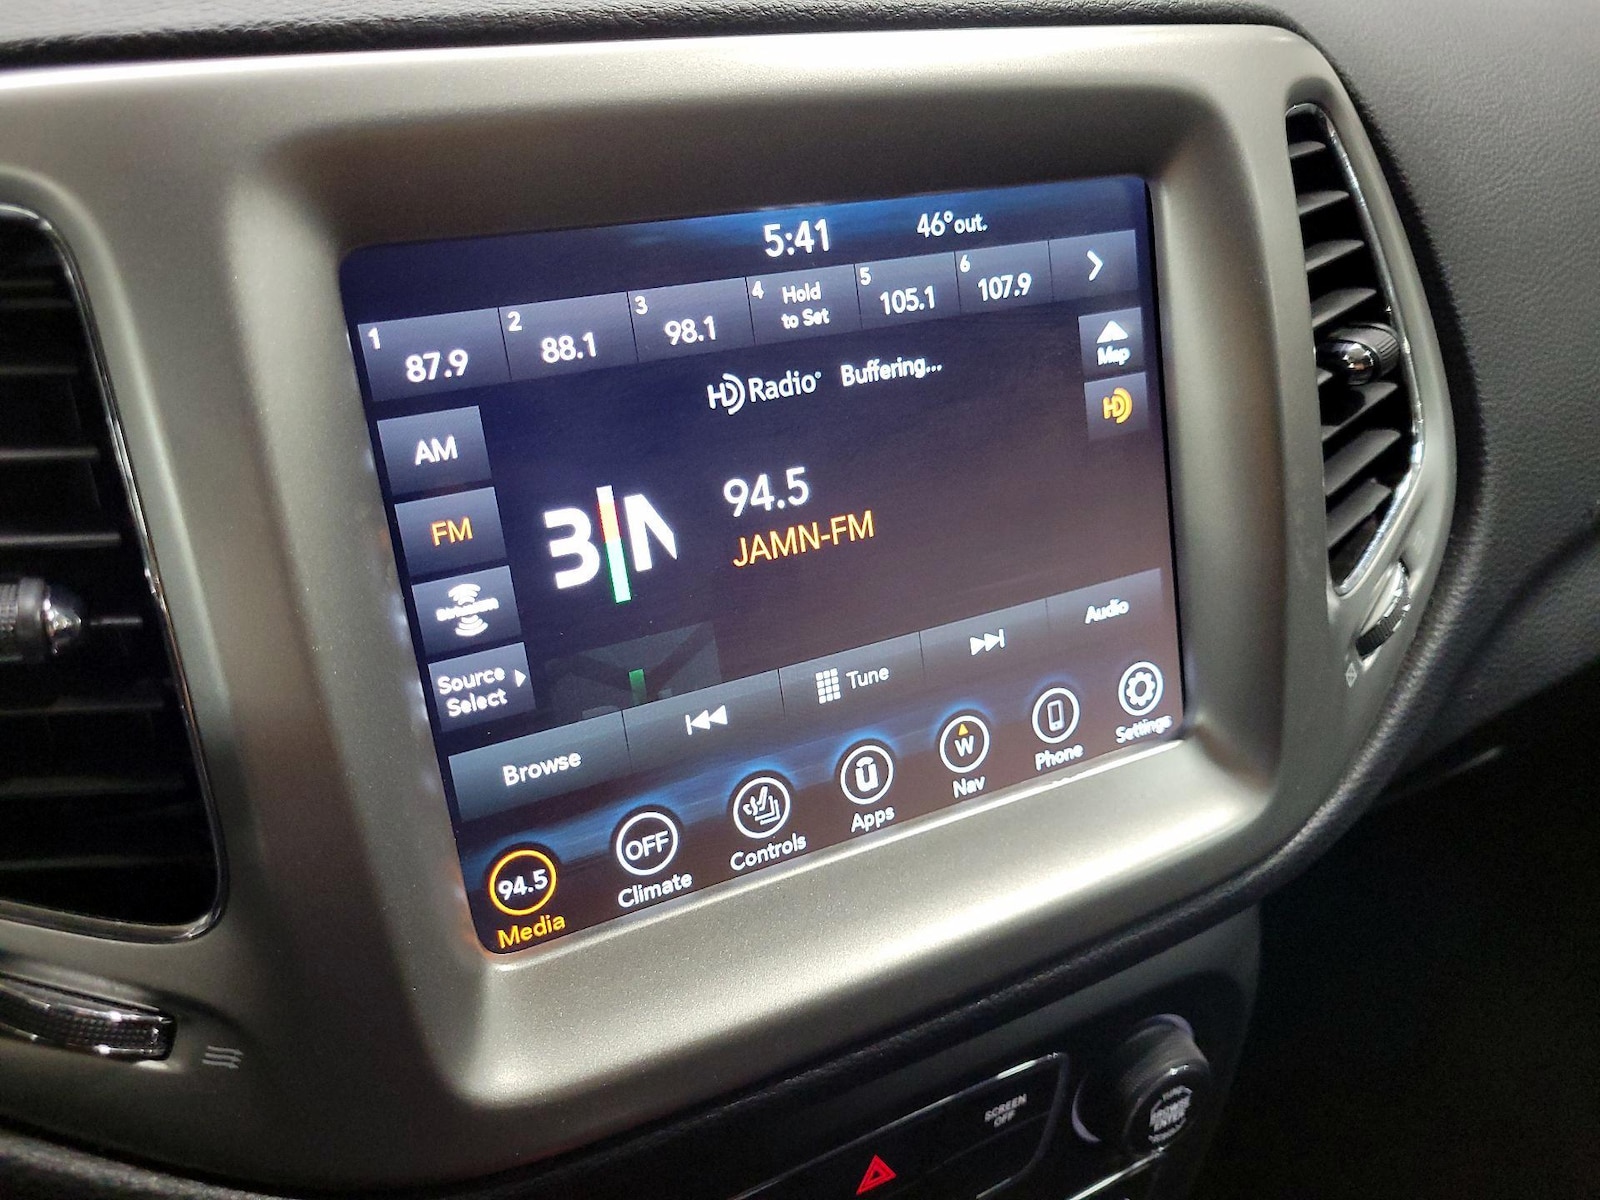 5:41
46°out.
1 87.9
2 88.1
3 98.1
4 Hold
to Set
5 105.1
6 107.9
HD Radio Buffering...
Map
HD
AM
FM
Source
Select
BIN
94.5
JAMN-FM
Browse
Tune
Audio
94.5
Media
OFF
Climate
Controls
Apps
W
Nav
Phone
Settings
SCREEN
OFF